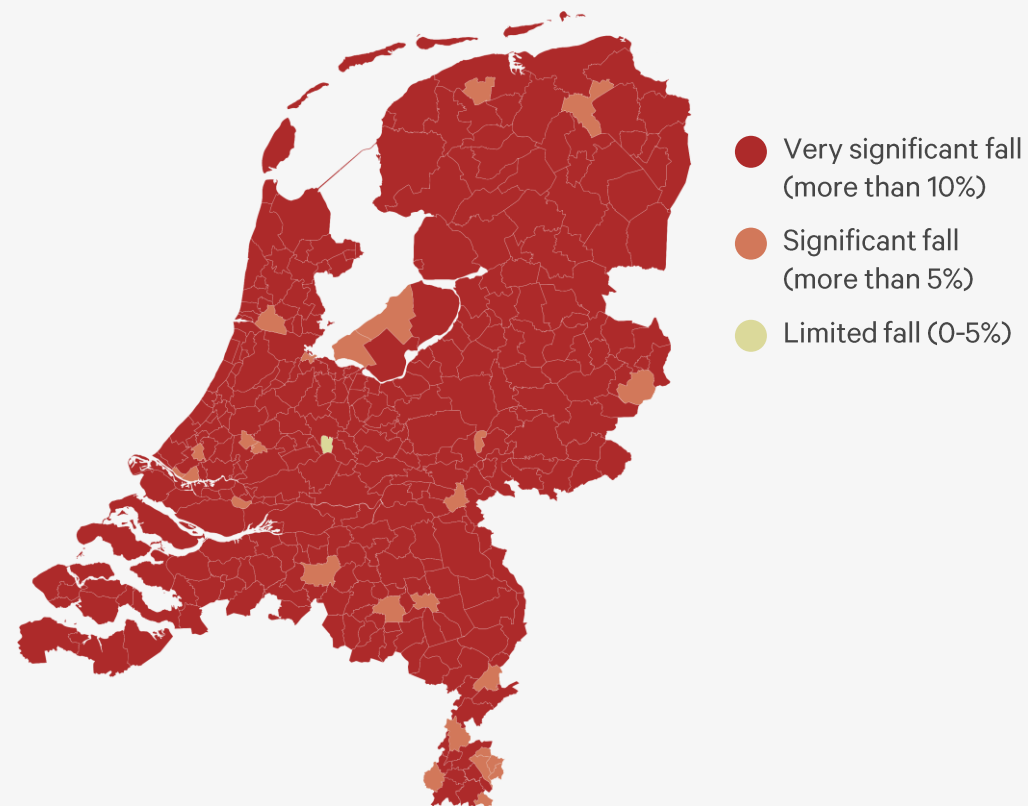 Very significant fall
(more than 10%)
Significant fall
(more than 5%)
Limited fall (0-5%)